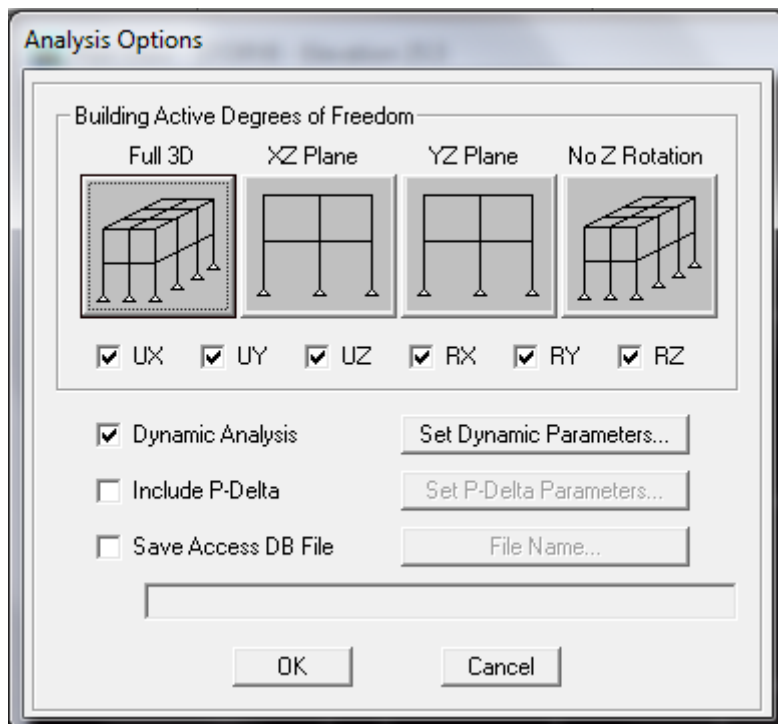 Analysis Options
Building Active Degrees of Freedom
Full 3D XZ Plane YZ Plane No Z Rotation
UX UY UZ RX RY RZ
Dynamic Analysis Set Dynamic Parameters...
Include P-Delta Set P-Delta Parameters...
Save Access DB File File Name...
OK Cancel